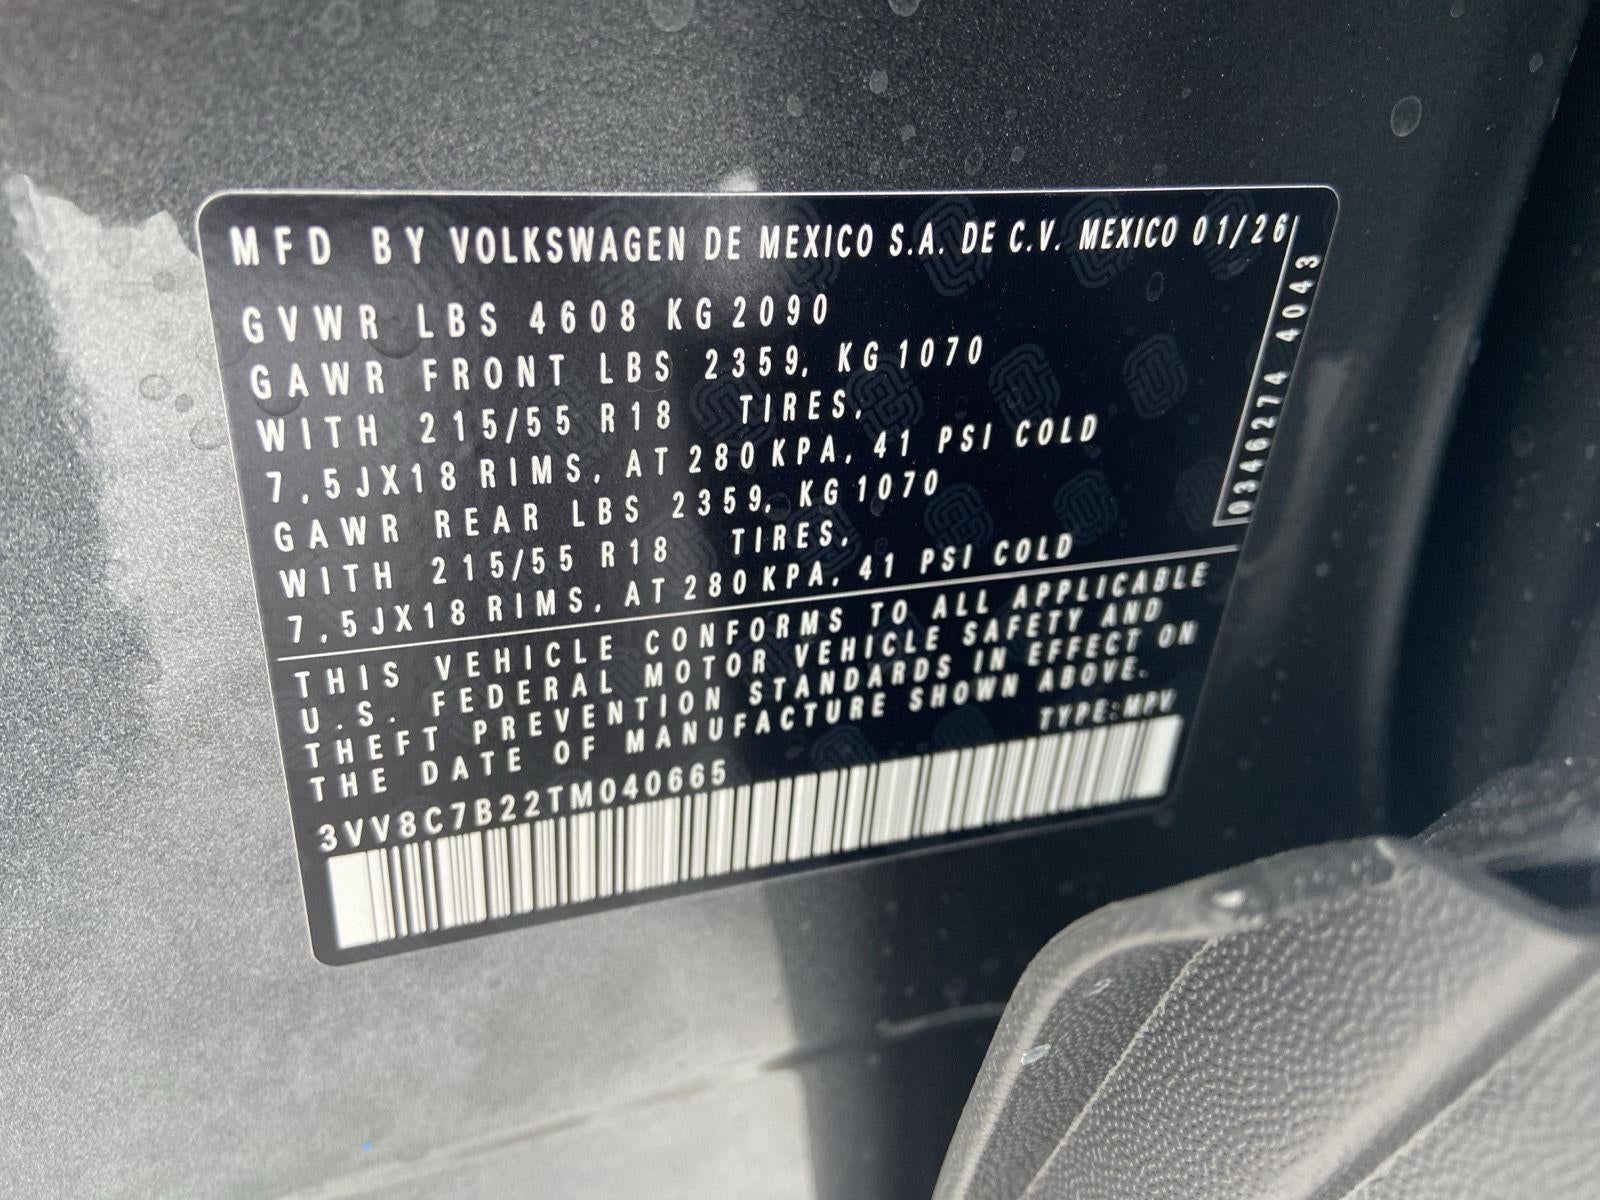 MFD BY VOLKSWAGEN DE MEXICO S.A. DE C.V. MEXICO 01/26
GVWR LBS 4608 KG 2090
GAWR FRONT LBS 2359, KG 1070
WITH 215/55 R18 TIRES,
7,5JX18 RIMS, AT 280 KPA, 41 PSI COLD
GAWR REAR LBS 2359, KG 1070
WITH 215/55 R18 TIRES,
7,5JX18 RIMS, AT 280 KPA, 41 PSI COLD
0346274 4043
THIS VEHICLE CONFORMS TO ALL APPLICABLE
U.S. FEDERAL MOTOR VEHICLE SAFETY AND
THEFT PREVENTION STANDARDS IN EFFECT ON
THE DATE OF MANUFACTURE SHOWN ABOVE.
TYPE:MPV
3VV8C7B22TM040665